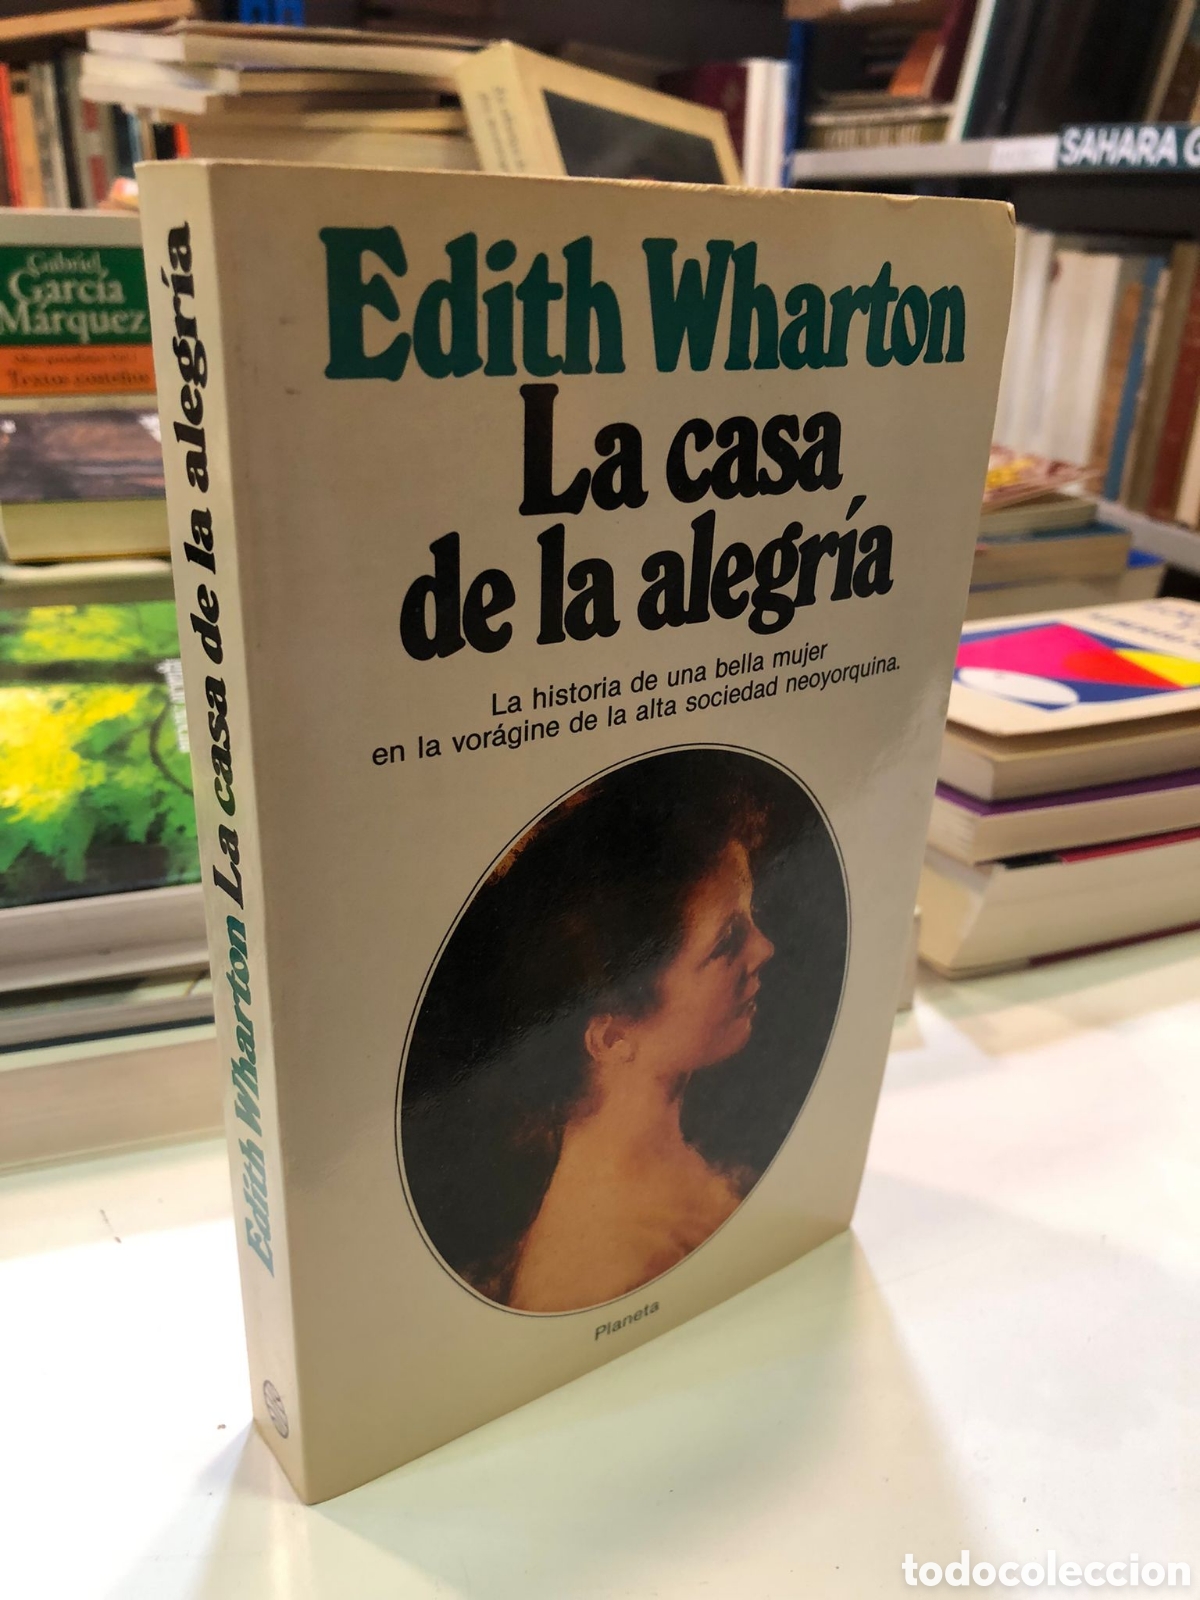 Edith Wharton
La casa
de la alegría
La historia de una bella mujer
en la vorágine de la alta sociedad neoyorquina.
Planeta
Edith Wharton La casa de la alegría
Gabriel
García
Márquez
Textos costeños
SAHARA G
todocoleccion